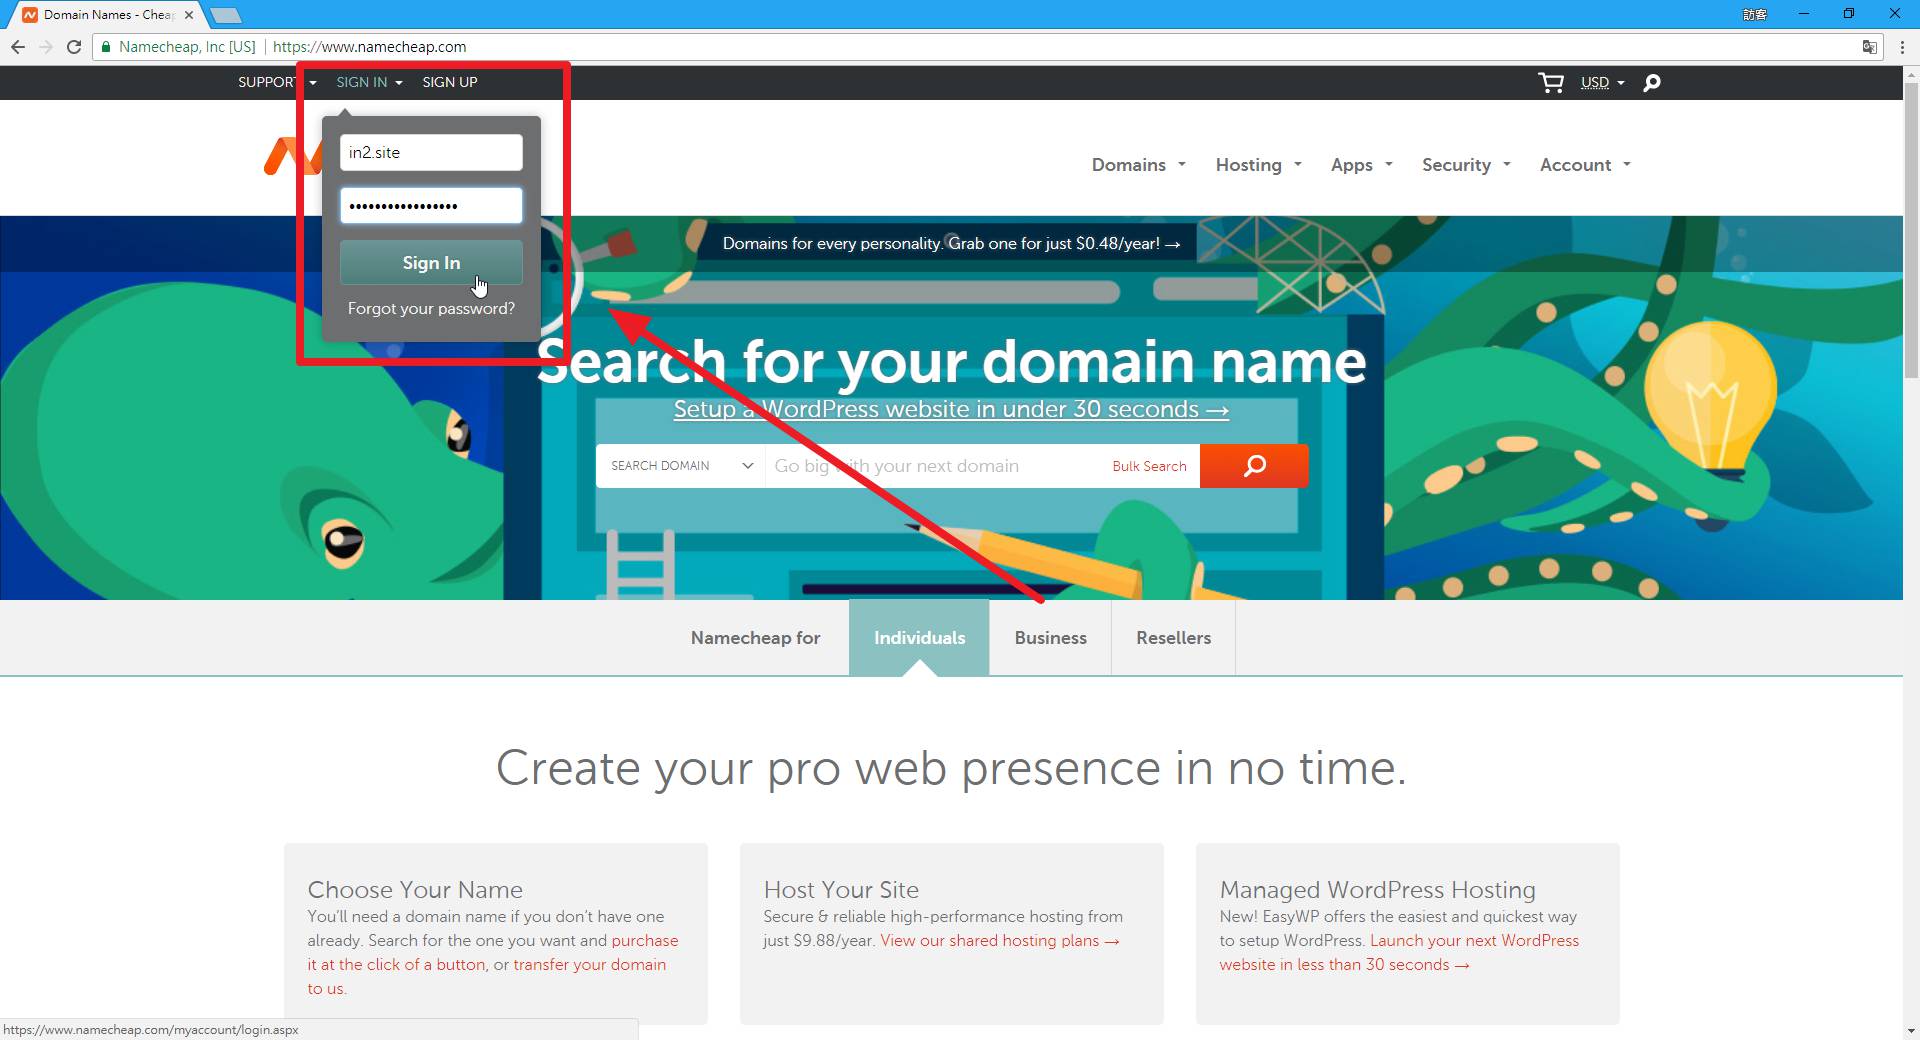 Domain Names - Chea
訪客
Namecheap, Inc [US]
https://www.namecheap.com
SUPPORT
SIGN IN
SIGN UP
USD
in2.site
•••••••••••••••••
Sign In
Forgot your password?
Domains
Hosting
Apps
Security
Account
Domains for every personality. Grab one for just $0.48/year! →
Search for your domain name
Setup a WordPress website in under 30 seconds →
SEARCH DOMAIN
Go big with your next domain
Bulk Search
Namecheap for
Individuals
Business
Resellers
Create your pro web presence in no time.
Choose Your Name
You'll need a domain name if you don't have one
already. Search for the one you want and purchase
it at the click of a button, or transfer your domain
to us.
Host Your Site
Secure & reliable high-performance hosting from
just $9.88/year. View our shared hosting plans →
Managed WordPress Hosting
New! EasyWP offers the easiest and quickest way
to setup WordPress. Launch your next WordPress
website in less than 30 seconds →
https://www.namecheap.com/myaccount/login.aspx